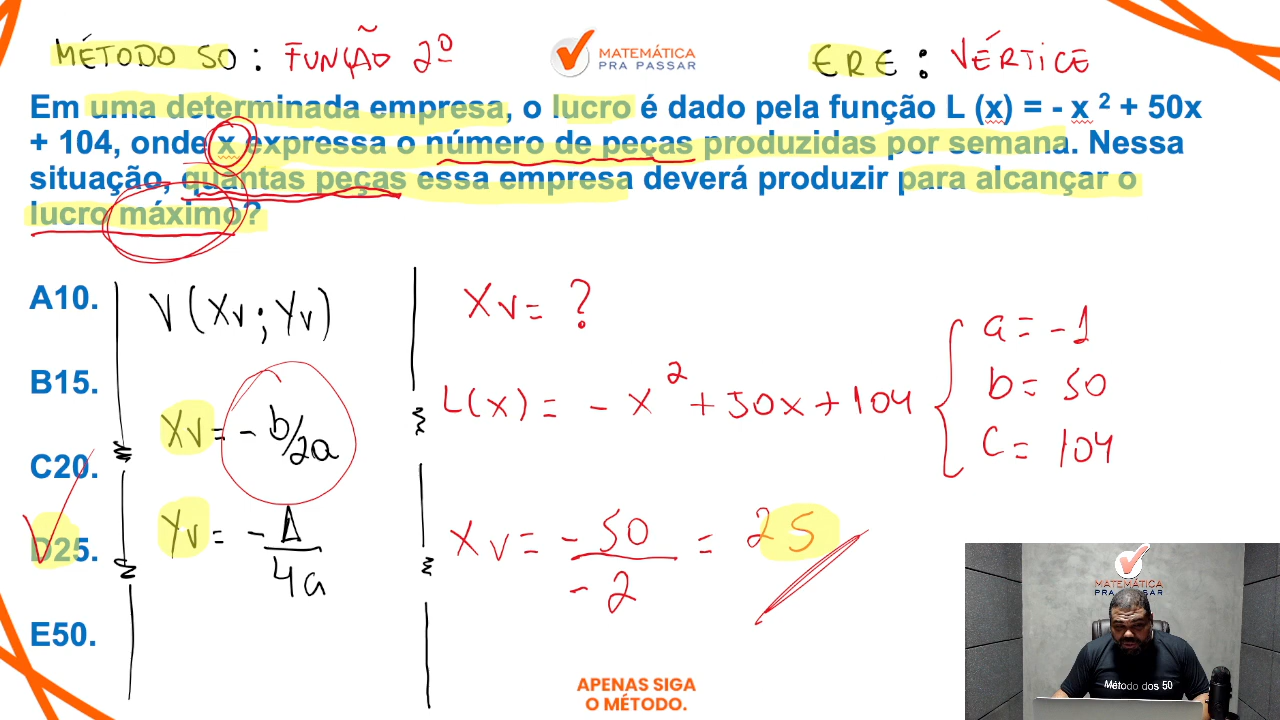 MÉTODO 50 : FUNÇÃO 2º
MATEMÁTICA
PRA PASSAR
ERE : VÉRTICE
Em uma determinada empresa, o lucro é dado pela função L (x) = - x ² + 50x
+ 104, onde x expressa o número de peças produzidas por semana. Nessa
situação, quantas peças essa empresa deverá produzir para alcançar o
lucro máximo?
A10.
B15.
C20.
D25.
E50.
V(Xv ; Yv)
Xv = - b/2a
Yv = - Δ/4a
Xv = ?
L(x) = - x² + 50x + 104
a = -1
b = 50
c = 104
Xv = -50/-2 = 25
MATEMÁTICA
PRA PASSAR
Método dos 50
APENAS SIGA
O MÉTODO.